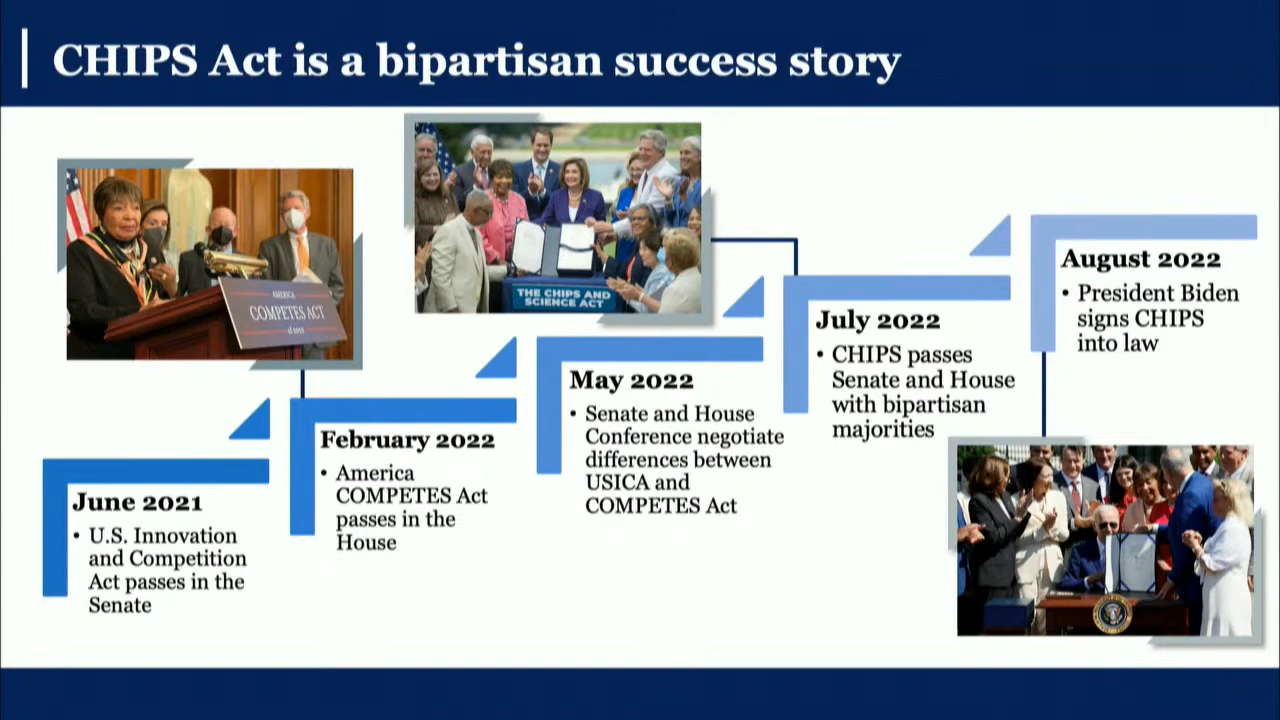 CHIPS Act is a bipartisan success story
AMERICA
COMPETES ACT
of 2022
THE CHIPS AND
SCIENCE ACT
June 2021
• U.S. Innovation
and Competition
Act passes in the
Senate
February 2022
• America
COMPETES Act
passes in the
House
May 2022
• Senate and House
Conference negotiate
differences between
USICA and
COMPETES Act
July 2022
• CHIPS passes
Senate and House
with bipartisan
majorities
August 2022
• President Biden
signs CHIPS
into law